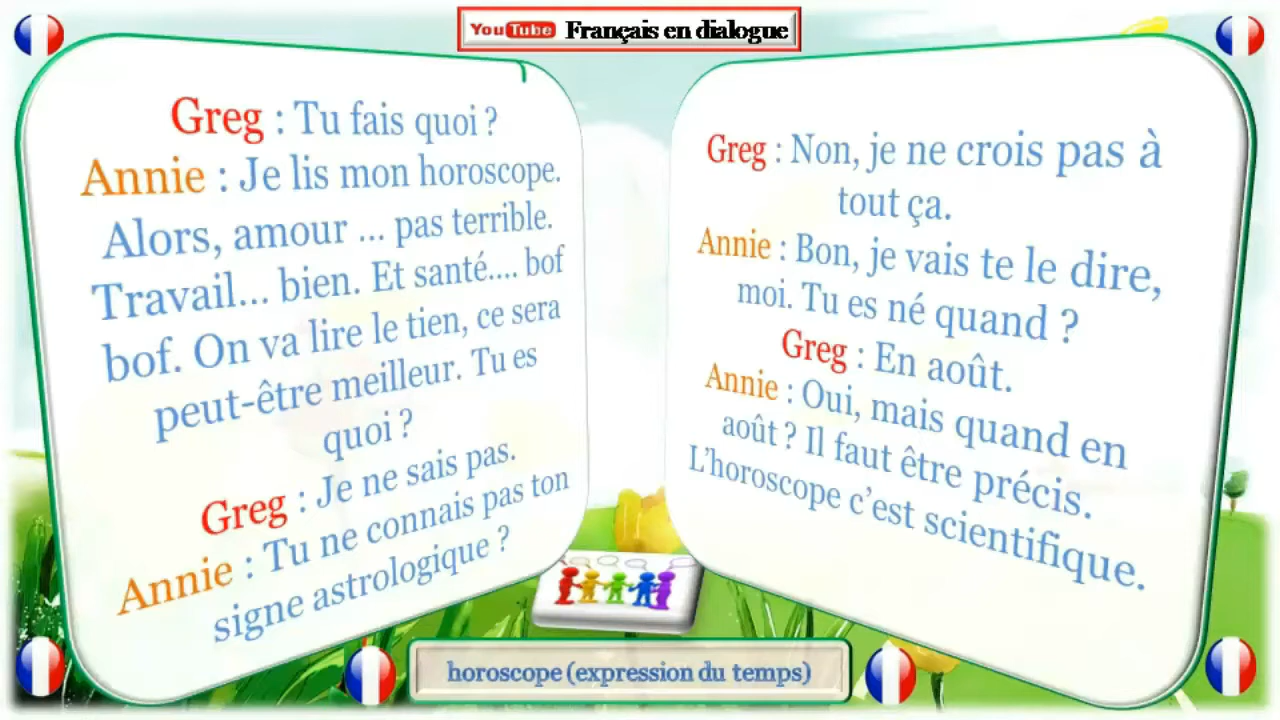 YouTube Français en dialogue
Greg : Tu fais quoi ?
Annie : Je lis mon horoscope.
Alors, amour ... pas terrible.
Travail... bien. Et santé.... bof
bof. On va lire le tien, ce sera
peut-être meilleur. Tu es
quoi ?
Greg : Je ne sais pas.
Annie : Tu ne connais pas ton
signe astrologique ?
Greg : Non, je ne crois pas à
tout ça.
Annie : Bon, je vais te le dire,
moi. Tu es né quand ?
Greg : En août.
Annie : Oui, mais quand en
août ? Il faut être précis.
L’horoscope c’est scientifique.
horoscope (expression du temps)